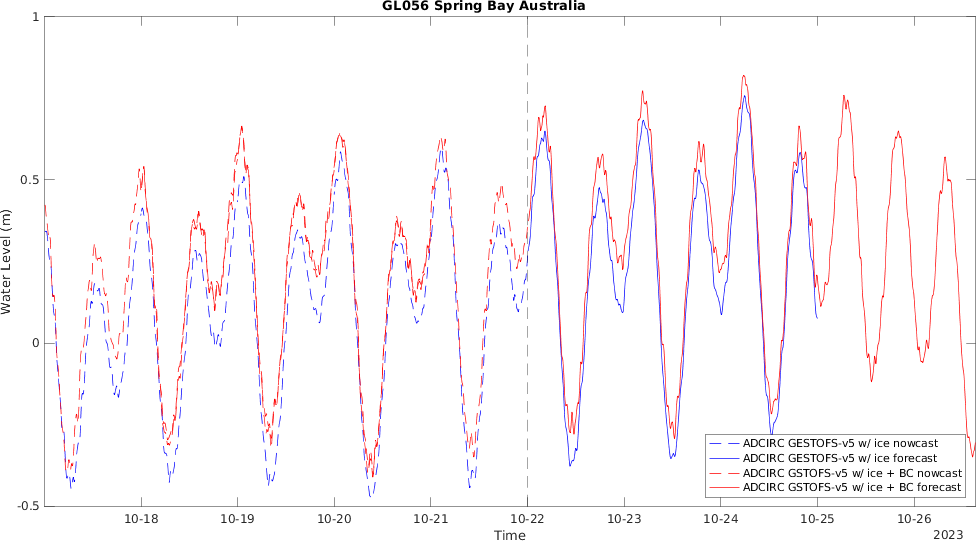 GL056 Spring Bay Australia
1
0.5
0
-0.5
Water Level (m)
10-18 10-19 10-20 10-21 10-22 10-23 10-24 10-25 10-26
Time
2023
ADCIRC GESTOFS-v5 w/ ice nowcast
ADCIRC GESTOFS-v5 w/ ice forecast
ADCIRC GSTOFS-v5 w/ ice + BC nowcast
ADCIRC GSTOFS-v5 w/ ice + BC forecast